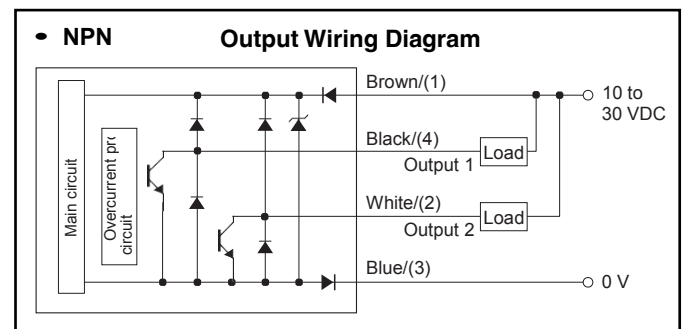 • NPN Output Wiring Diagram
Brown/(1)
10 to
30 VDC
Black/(4)
Output 1
Load
White/(2)
Output 2
Load
Blue/(3)
0 V
Main circuit
Overcurrent
circuit